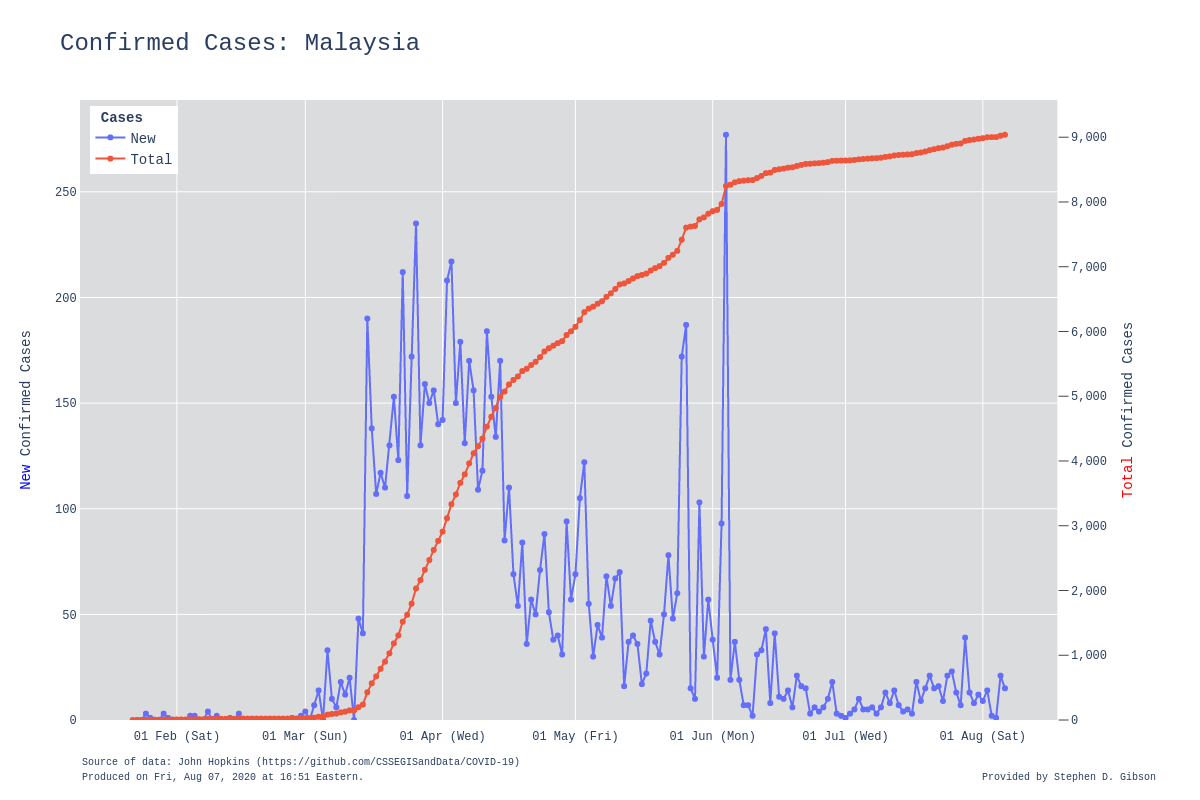 Confirmed Cases: Malaysia
Cases
New
Total
250
200
150
100
50
0
New Confirmed Cases
9,000
8,000
7,000
6,000
5,000
4,000
3,000
2,000
1,000
0
Total Confirmed Cases
01 Feb (Sat)
01 Mar (Sun)
01 Apr (Wed)
01 May (Fri)
01 Jun (Mon)
01 Jul (Wed)
01 Aug (Sat)
Source of data: John Hopkins (https://github.com/CSSEGISandData/COVID-19)
Produced on Fri, Aug 07, 2020 at 16:51 Eastern.
Provided by Stephen D. Gibson